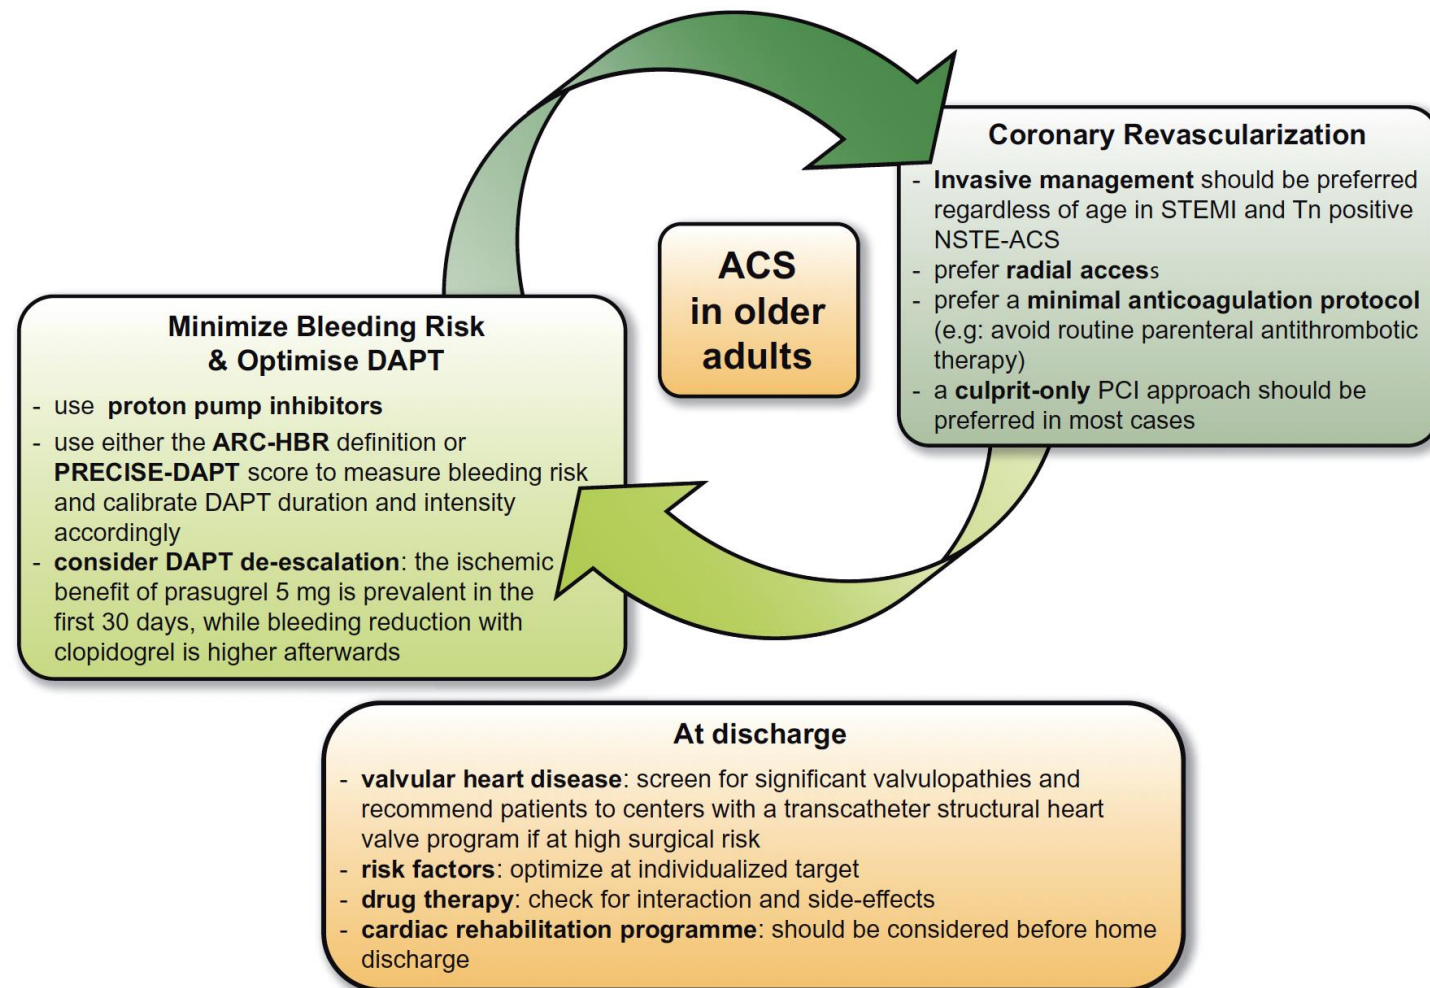 Coronary Revascularization
- Invasive management should be preferred
regardless of age in STEMI and Tn positive
NSTE-ACS
- prefer radial access
- prefer a minimal anticoagulation protocol
(e.g: avoid routine parenteral antithrombotic
therapy)
- a culprit-only PCI approach should be
preferred in most cases
ACS
in older
adults
Minimize Bleeding Risk
& Optimise DAPT
- use proton pump inhibitors
- use either the ARC-HBR definition or
PRECISE-DAPT score to measure bleeding risk
and calibrate DAPT duration and intensity
accordingly
- consider DAPT de-escalation: the ischemic
benefit of prasugrel 5 mg is prevalent in the
first 30 days, while bleeding reduction with
clopidogrel is higher afterwards
At discharge
- valvular heart disease: screen for significant valvulopathies and
recommend patients to centers with a transcatheter structural heart
valve program if at high surgical risk
- risk factors: optimize at individualized target
- drug therapy: check for interaction and side-effects
- cardiac rehabilitation programme: should be considered before home
discharge